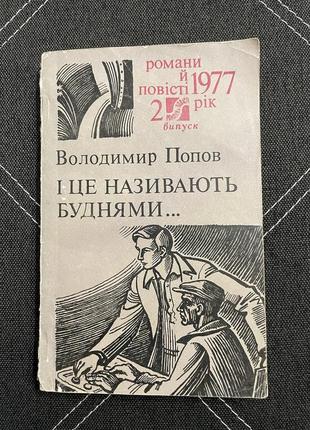 романи
й
повісті 1977
2 рік
випуск
Володимир Попов
І ЦЕ НАЗИВАЮТЬ
БУДНЯМИ...